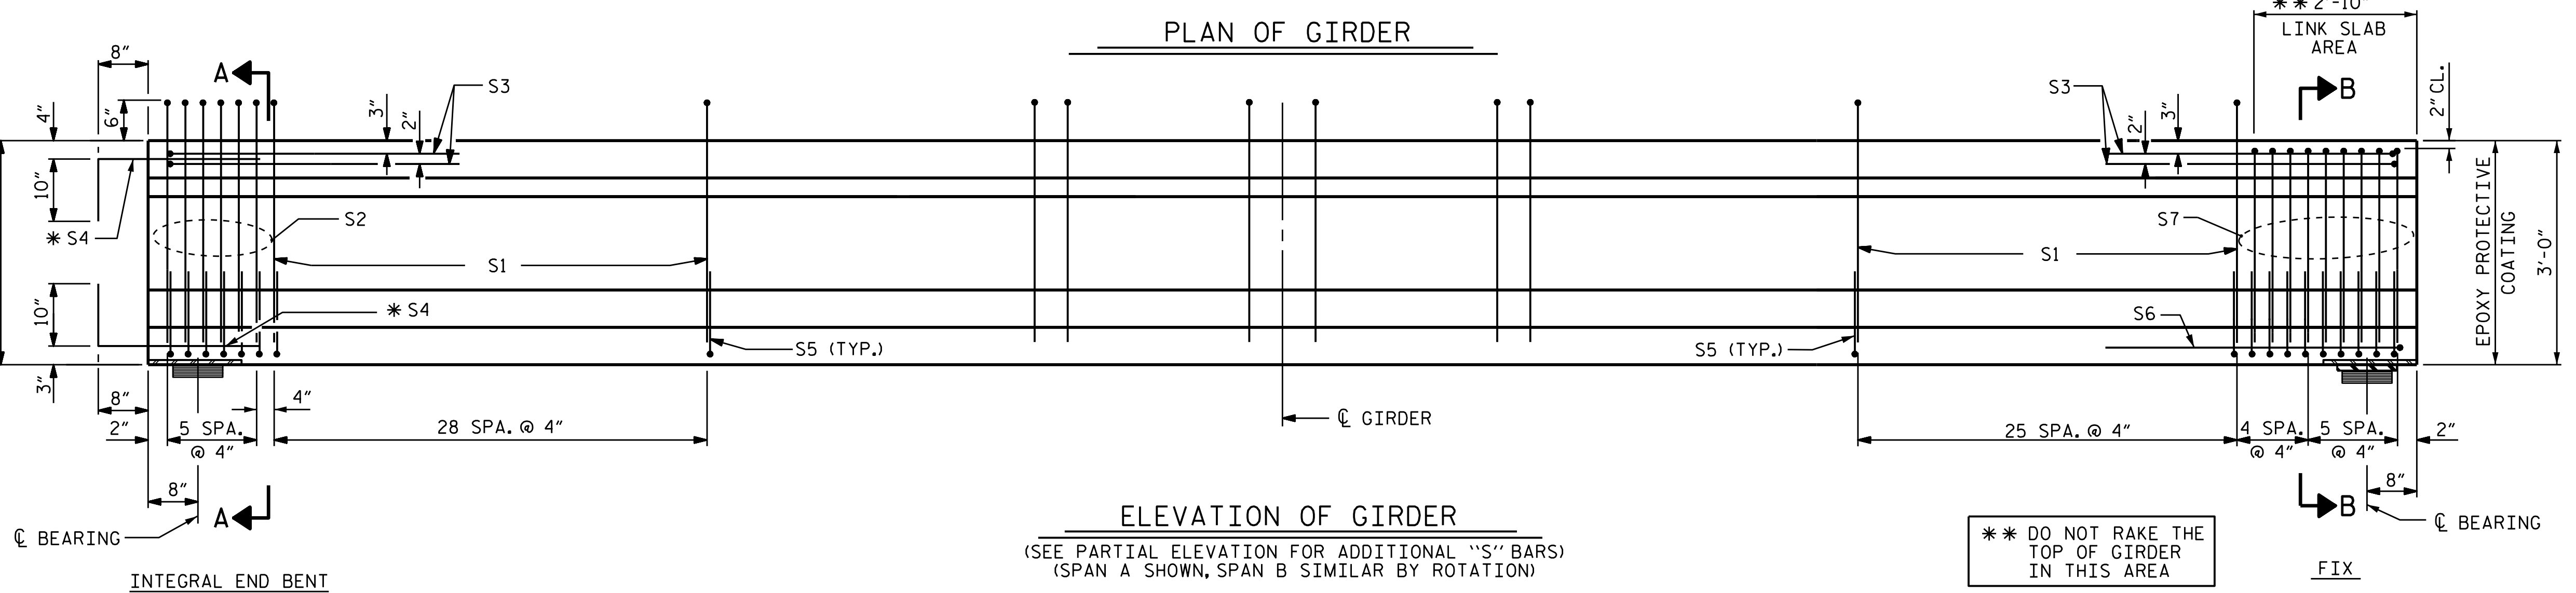 PLAN OF GIRDER
** 2'-10"
LINK SLAB
AREA
8"
A
S3
3"
2"
4"
6"
S3
2"
3"
B
2" CL.
10"
* S4
S2
S1
S7
S1
EPOXY PROTECTIVE
COATING
3'-0"
10"
* S4
S5 (TYP.)
S5 (TYP.)
S6
3"
8"
4"
2"
5 SPA.
@ 4"
28 SPA. @ 4"
℄ GIRDER
25 SPA. @ 4"
4 SPA.
@ 4"
5 SPA.
@ 4"
2"
8"
A
℄ BEARING
INTEGRAL END BENT
ELEVATION OF GIRDER
(SEE PARTIAL ELEVATION FOR ADDITIONAL "S" BARS)
(SPAN A SHOWN, SPAN B SIMILAR BY ROTATION)
** DO NOT RAKE THE
TOP OF GIRDER
IN THIS AREA
B
8"
℄ BEARING
FIX